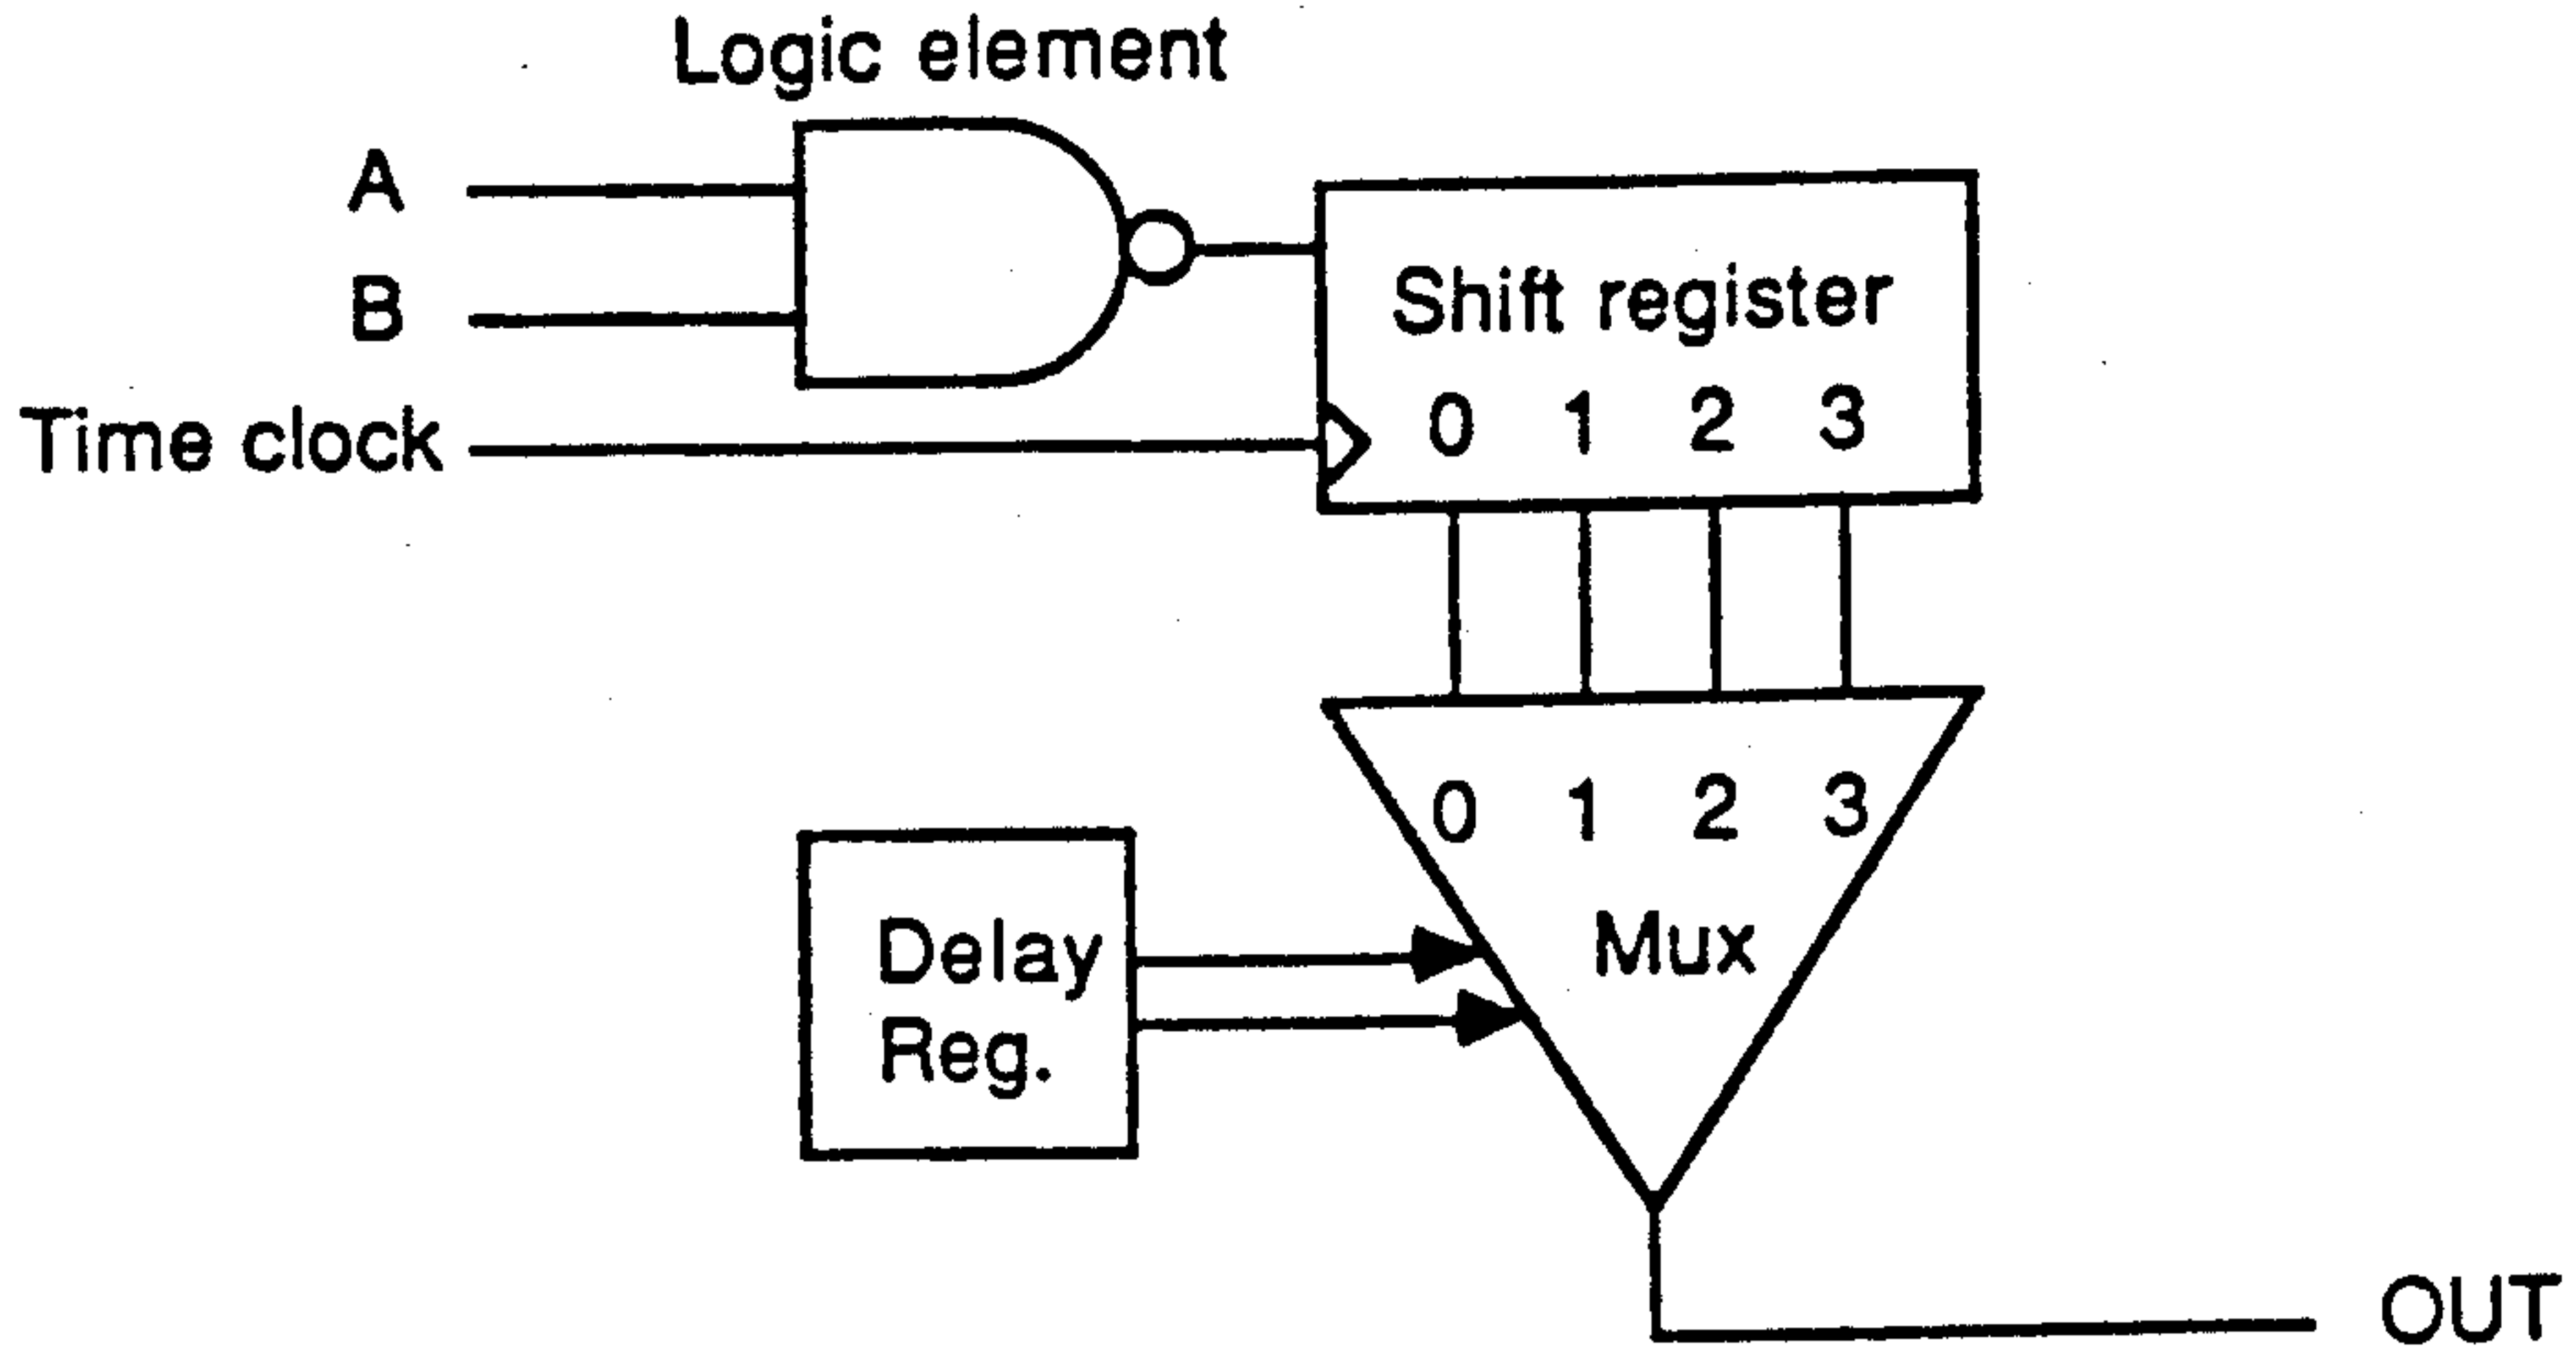 Logic element
A
B
Time clock
Shift register
0 1 2 3
0 1 2 3
Mux
Delay
Reg.
OUT